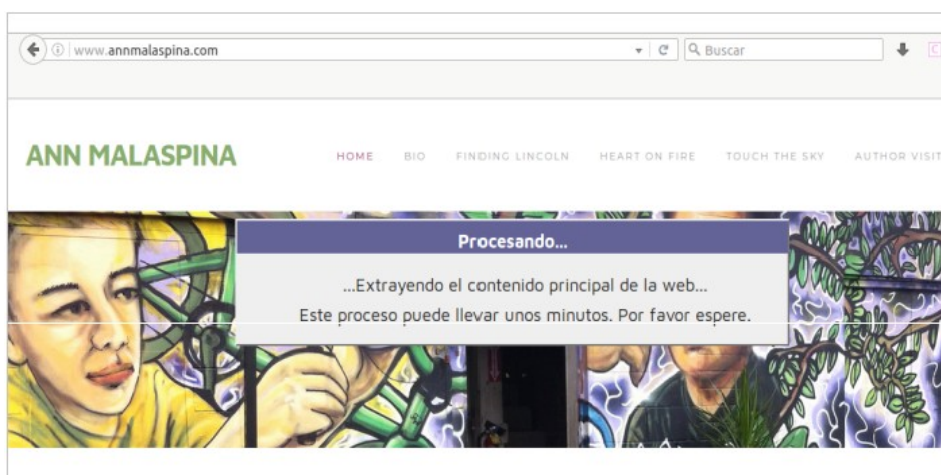 www.annmalaspina.com
Buscar
ANN MALASPINA
HOME BIO FINDING LINCOLN HEART ON FIRE TOUCH THE SKY AUTHOR VISIT
Procesando...
...Extrayendo el contenido principal de la web...
Este proceso puede llevar unos minutos. Por favor espere.